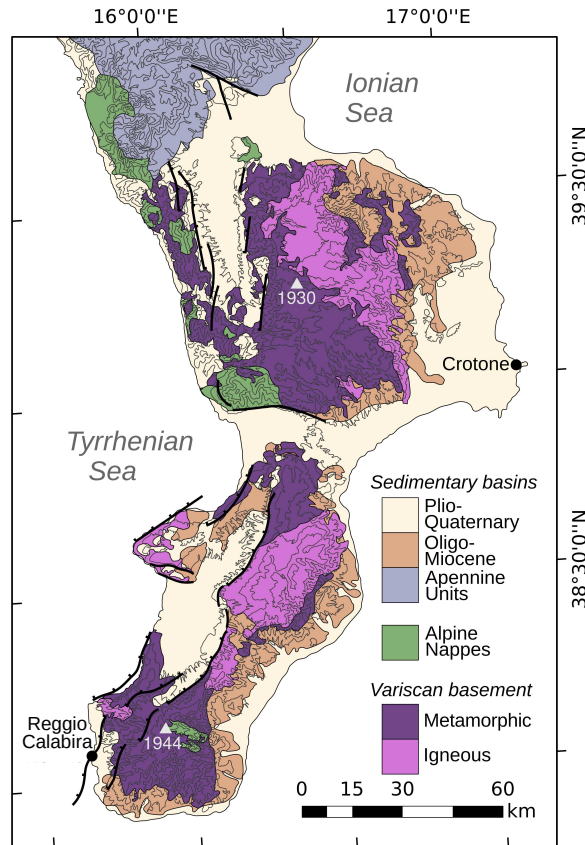 16°0'0''E
17°0'0''E
Ionian
Sea
39°30'0''N
1930
Crotone
Tyrrhenian
Sea
Sedimentary basins
Plio-
Quaternary
Oligo-
Miocene
Apennine
Units
Alpine
Nappes
38°30'0''N
Variscan basement
Metamorphic
Igneous
Reggio
Calabira
1944
0 15 30 60
km